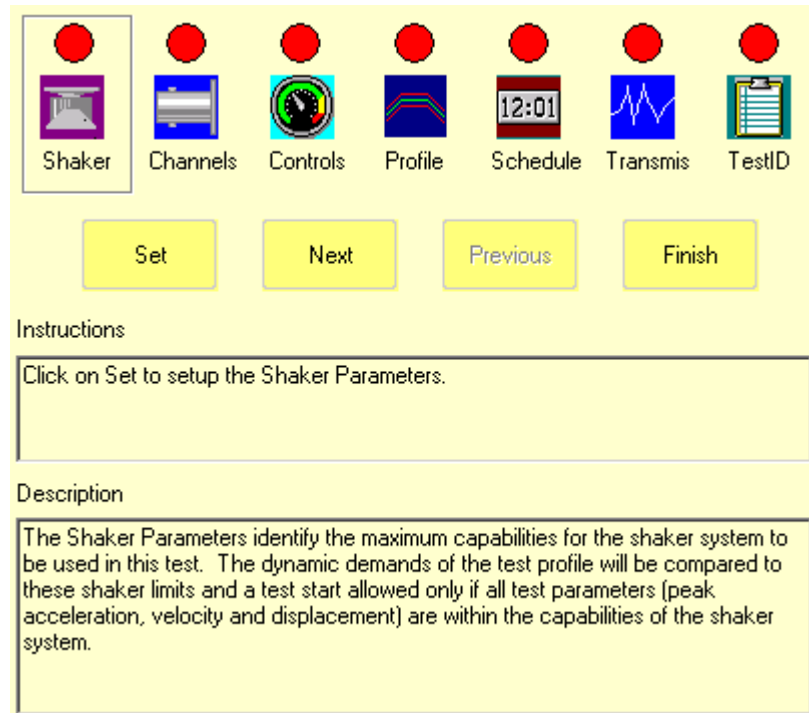 12:01
Shaker Channels Controls Profile Schedule Transmis TestID
Set Next Previous Finish
Instructions
Click on Set to setup the Shaker Parameters.
Description
The Shaker Parameters identify the maximum capabilities for the shaker system to
be used in this test. The dynamic demands of the test profile will be compared to
these shaker limits and a test start allowed only if all test parameters (peak
acceleration, velocity and displacement) are within the capabilities of the shaker
system.